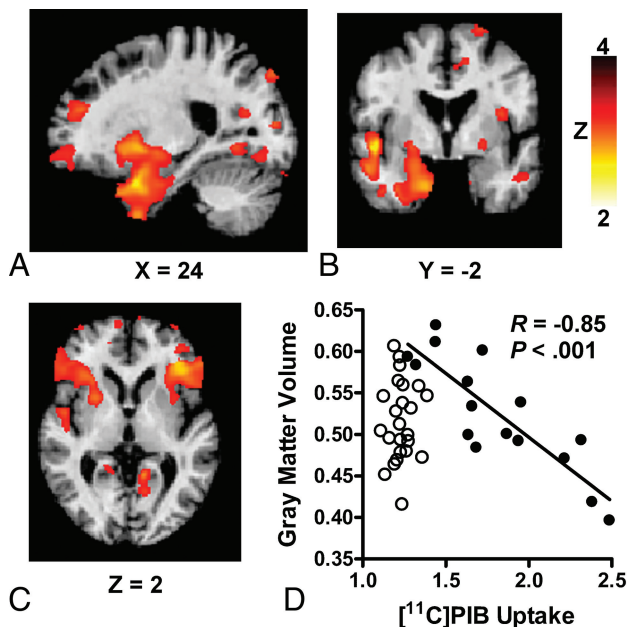 A
X = 24
B
Y = -2
4
Z
2
C
Z = 2
D
R = -0.85
P < .001
Gray Matter Volume
0.65
0.60
0.55
0.50
0.45
0.40
0.35
1.0
1.5
2.0
2.5
[¹¹C]PIB Uptake